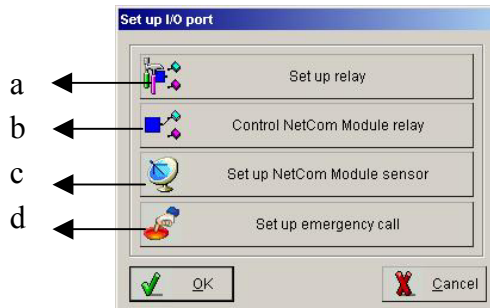 Set up I/O port
a
Set up relay
b
Control NetCom Module relay
c
Set up NetCom Module sensor
d
Set up emergency call
OK
Cancel